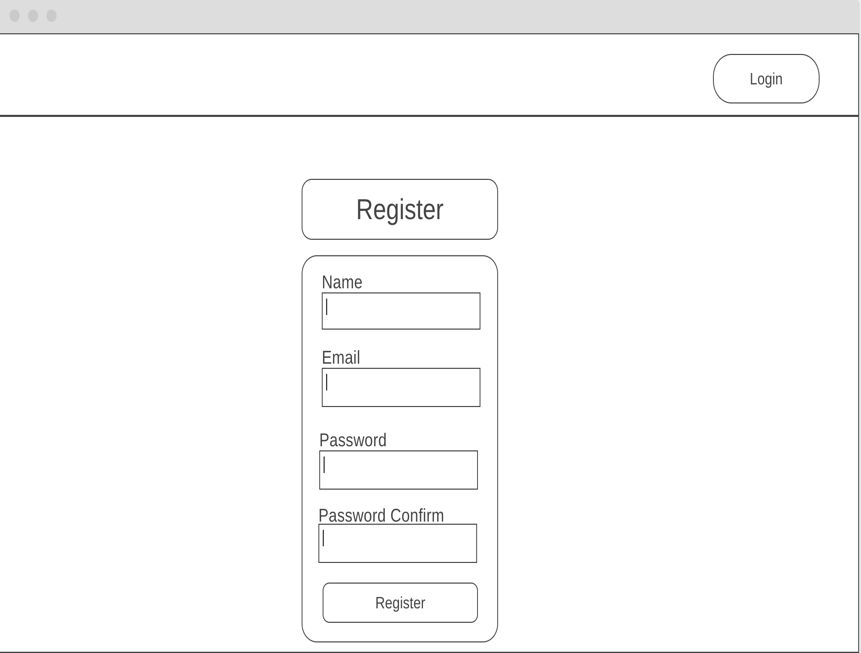 Login
Register
Name
Email
Password
Password Confirm
Register